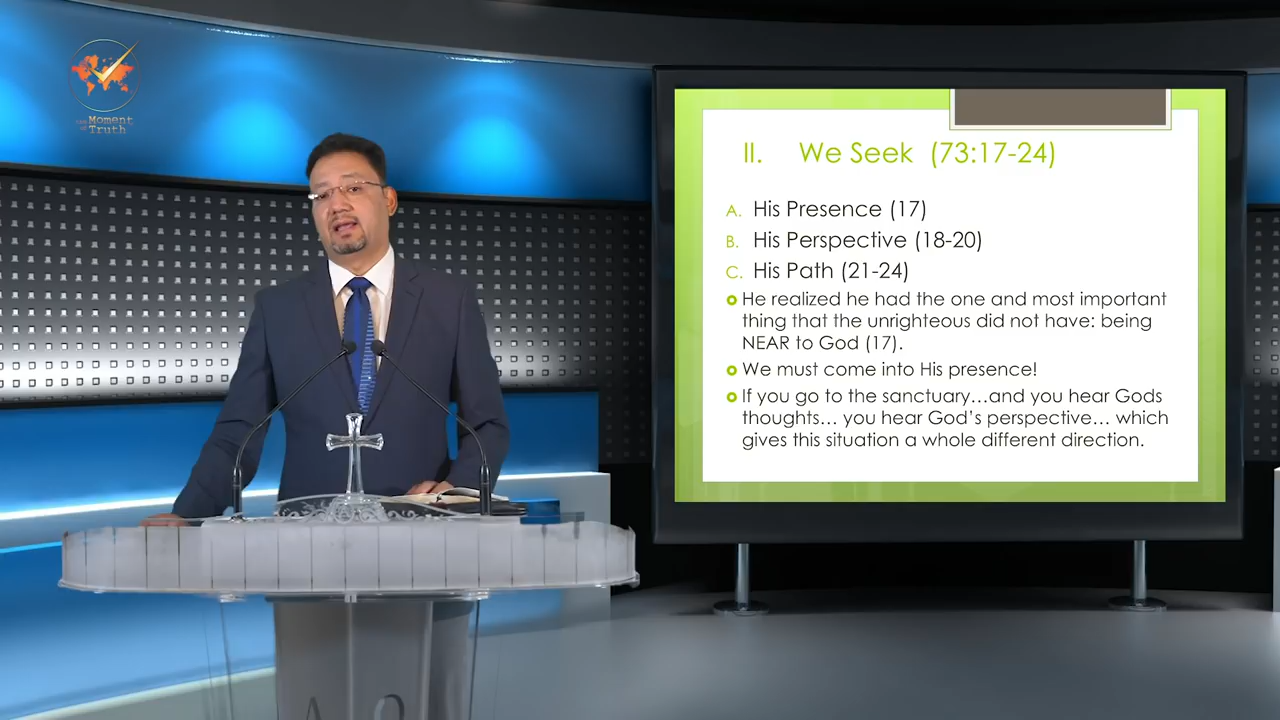 the Moment
of Truth
II. We Seek (73:17-24)
A. His Presence (17)
B. His Perspective (18-20)
C. His Path (21-24)
He realized he had the one and most important
thing that the unrighteous did not have: being
NEAR to God (17).
We must come into His presence!
If you go to the sanctuary…and you hear Gods
thoughts… you hear God's perspective… which
gives this situation a whole different direction.
Α Ω